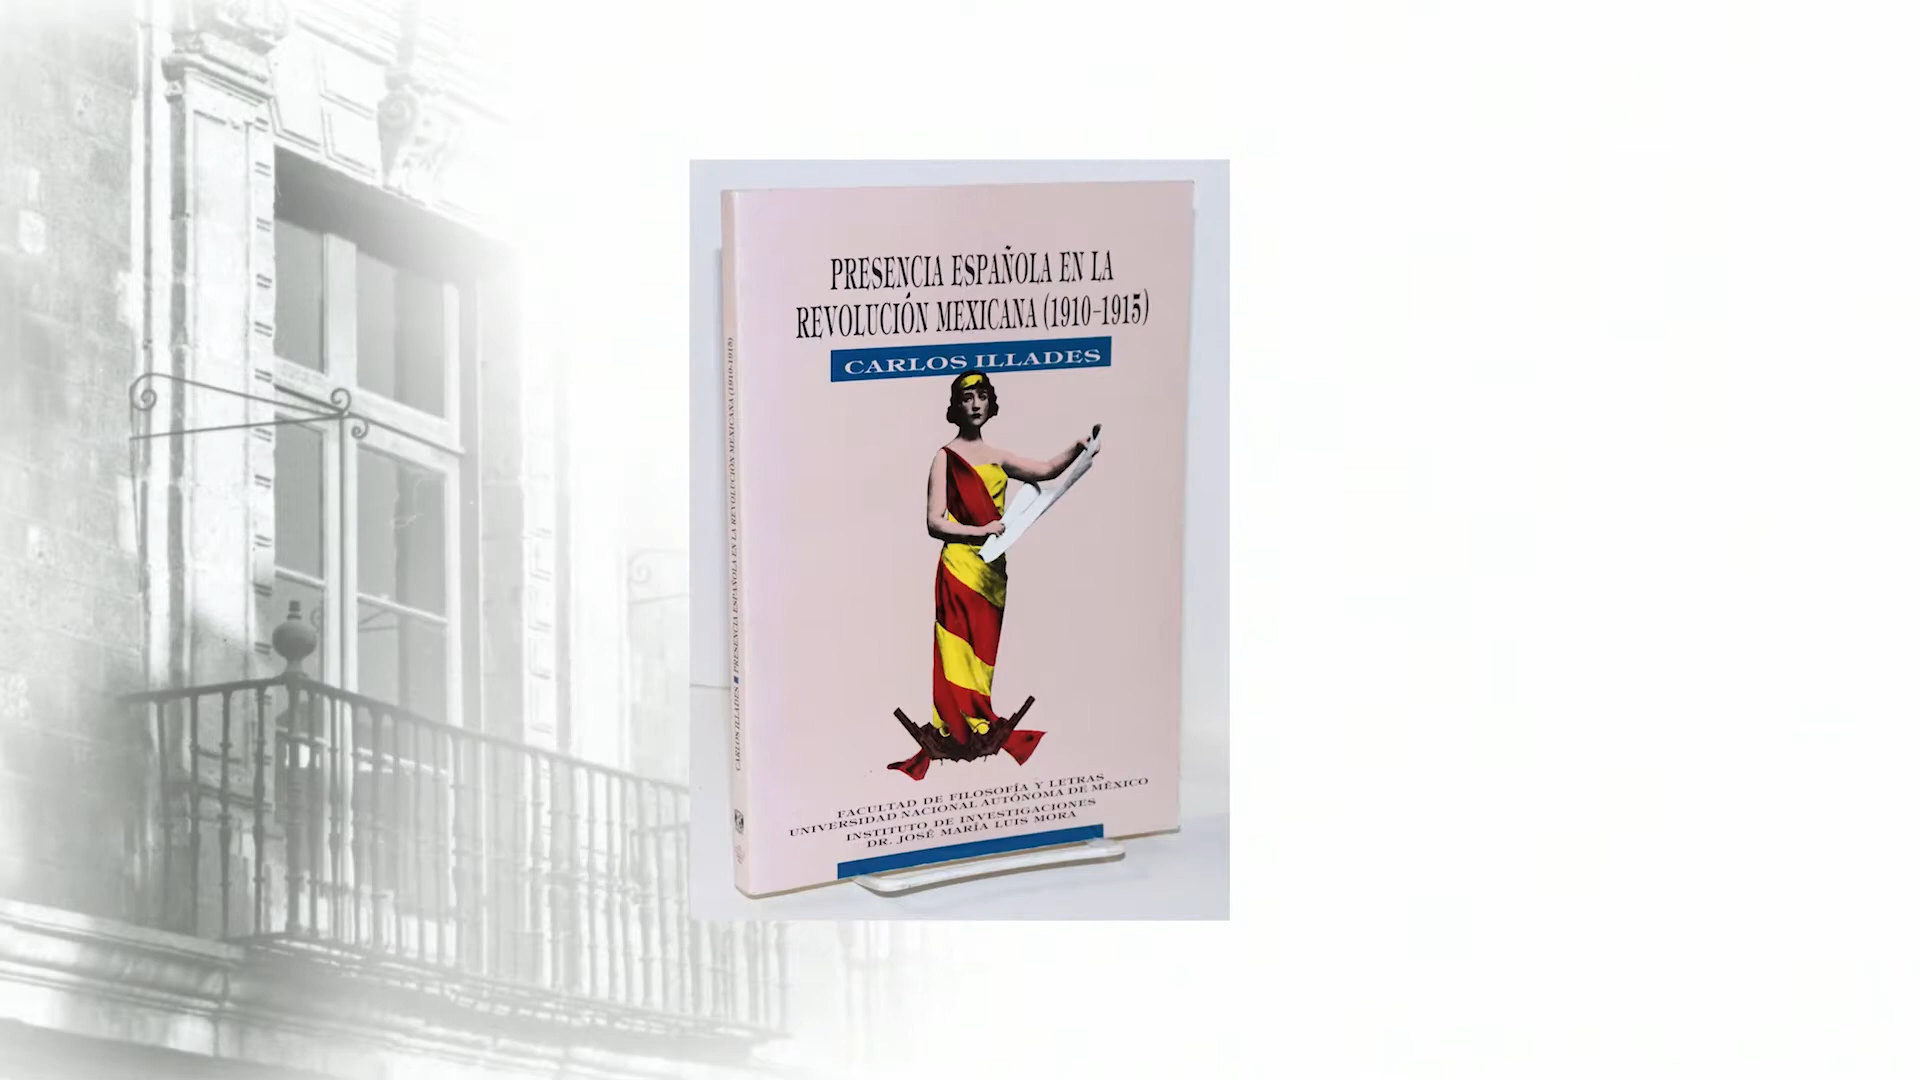 PRESENCIA ESPAÑOLA EN LA
REVOLUCIÓN MEXICANA (1910-1915)
CARLOS ILLADES
FACULTAD DE FILOSOFÍA Y LETRAS
UNIVERSIDAD NACIONAL AUTÓNOMA DE MÉXICO
INSTITUTO DE INVESTIGACIONES
DR. JOSÉ MARÍA LUIS MORA
CARLOS ILLADES PRESENCIA ESPAÑOLA EN LA REVOLUCIÓN MEXICANA (1910-1915)